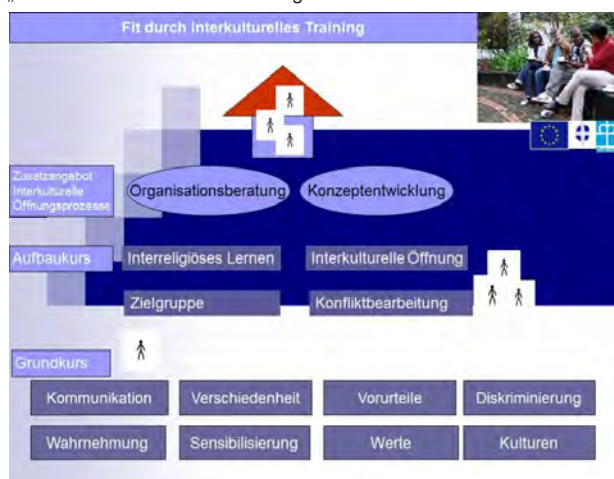 „
Fit durch Interkulturelles Training
Zusatzangebot
Interkulturelle
Öffnungsprozesse
Organisationsberatung
Konzeptentwicklung
Aufbaukurs
Interreligiöses Lernen
Interkulturelle Öffnung
Zielgruppe
Konfliktbearbeitung
Grundkurs
Kommunikation
Verschiedenheit
Vorurteile
Diskriminierung
Wahrnehmung
Sensibilisierung
Werte
Kulturen